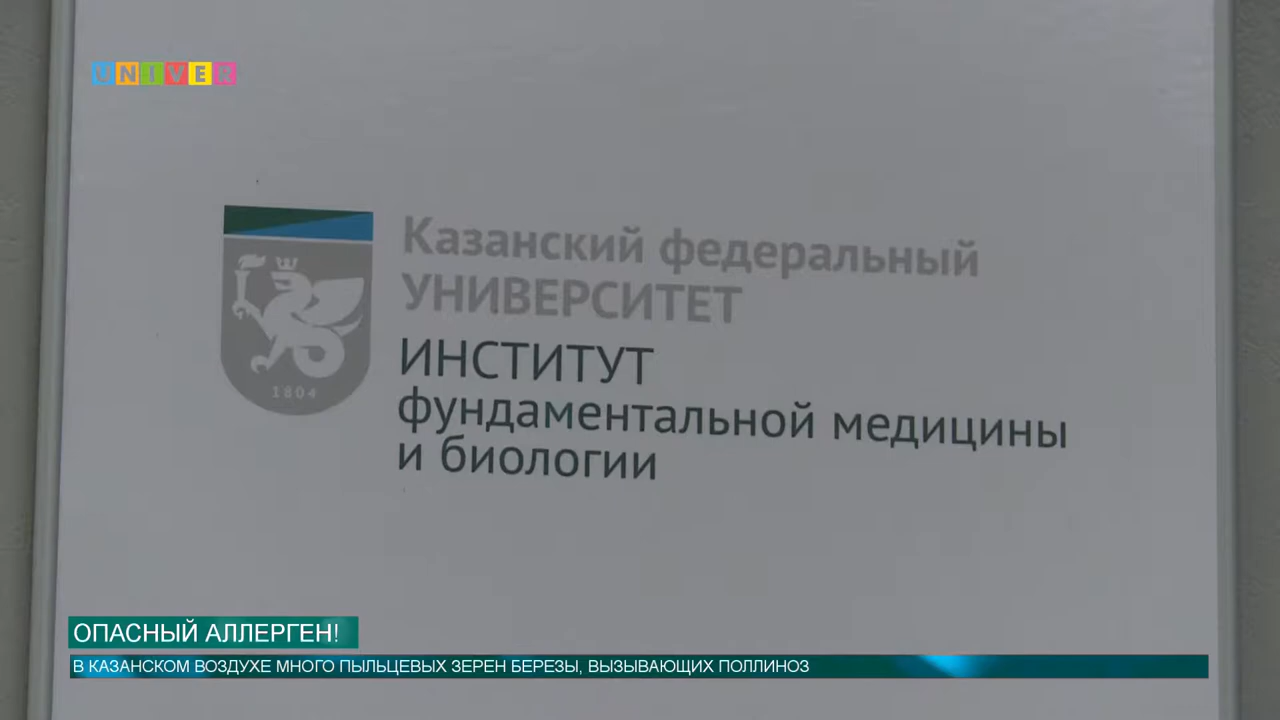 UNIVER
Казанский федеральный
УНИВЕРСИТЕТ
ИНСТИТУТ
фундаментальной медицины
и биологии
1804
ОПАСНЫЙ АЛЛЕРГЕН!
В КАЗАНСКОМ ВОЗДУХЕ МНОГО ПЫЛЬЦЕВЫХ ЗЕРЕН БЕРЕЗЫ, ВЫЗЫВАЮЩИХ ПОЛЛИНОЗ